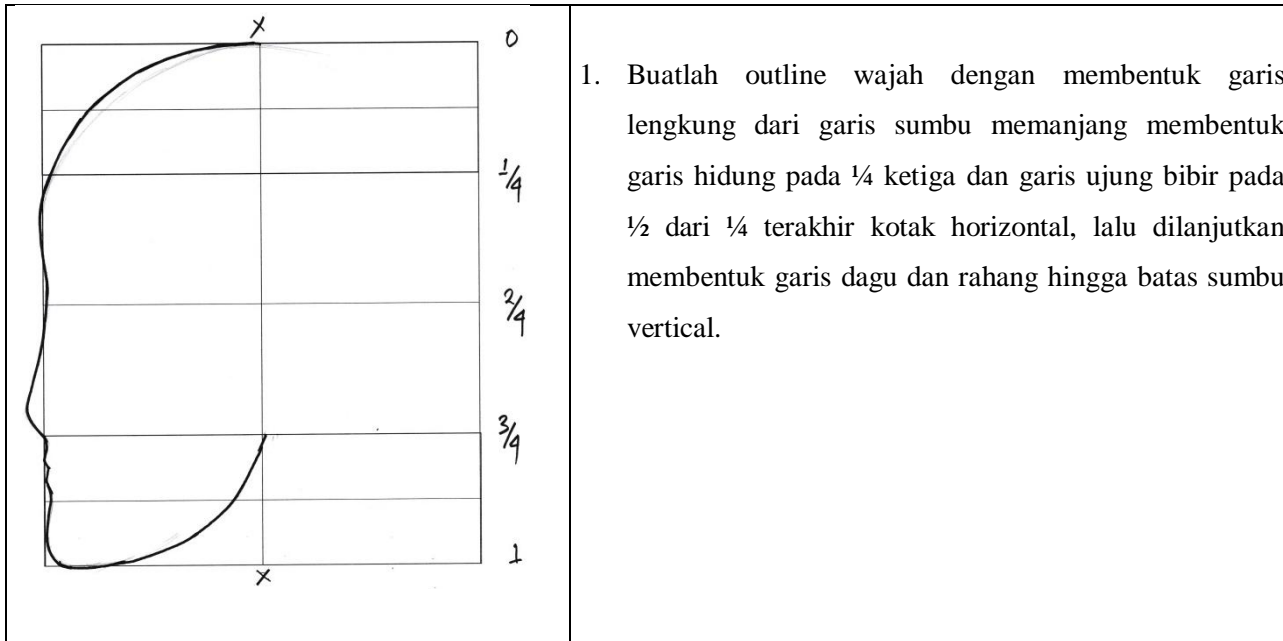 X
0
1/4
2/4
3/4
1
X
1. Buatlah outline wajah dengan membentuk garis
lengkung dari garis sumbu memanjang membentuk
garis hidung pada ¼ ketiga dan garis ujung bibir pada
½ dari ¼ terakhir kotak horizontal, lalu dilanjutkan
membentuk garis dagu dan rahang hingga batas sumbu
vertical.